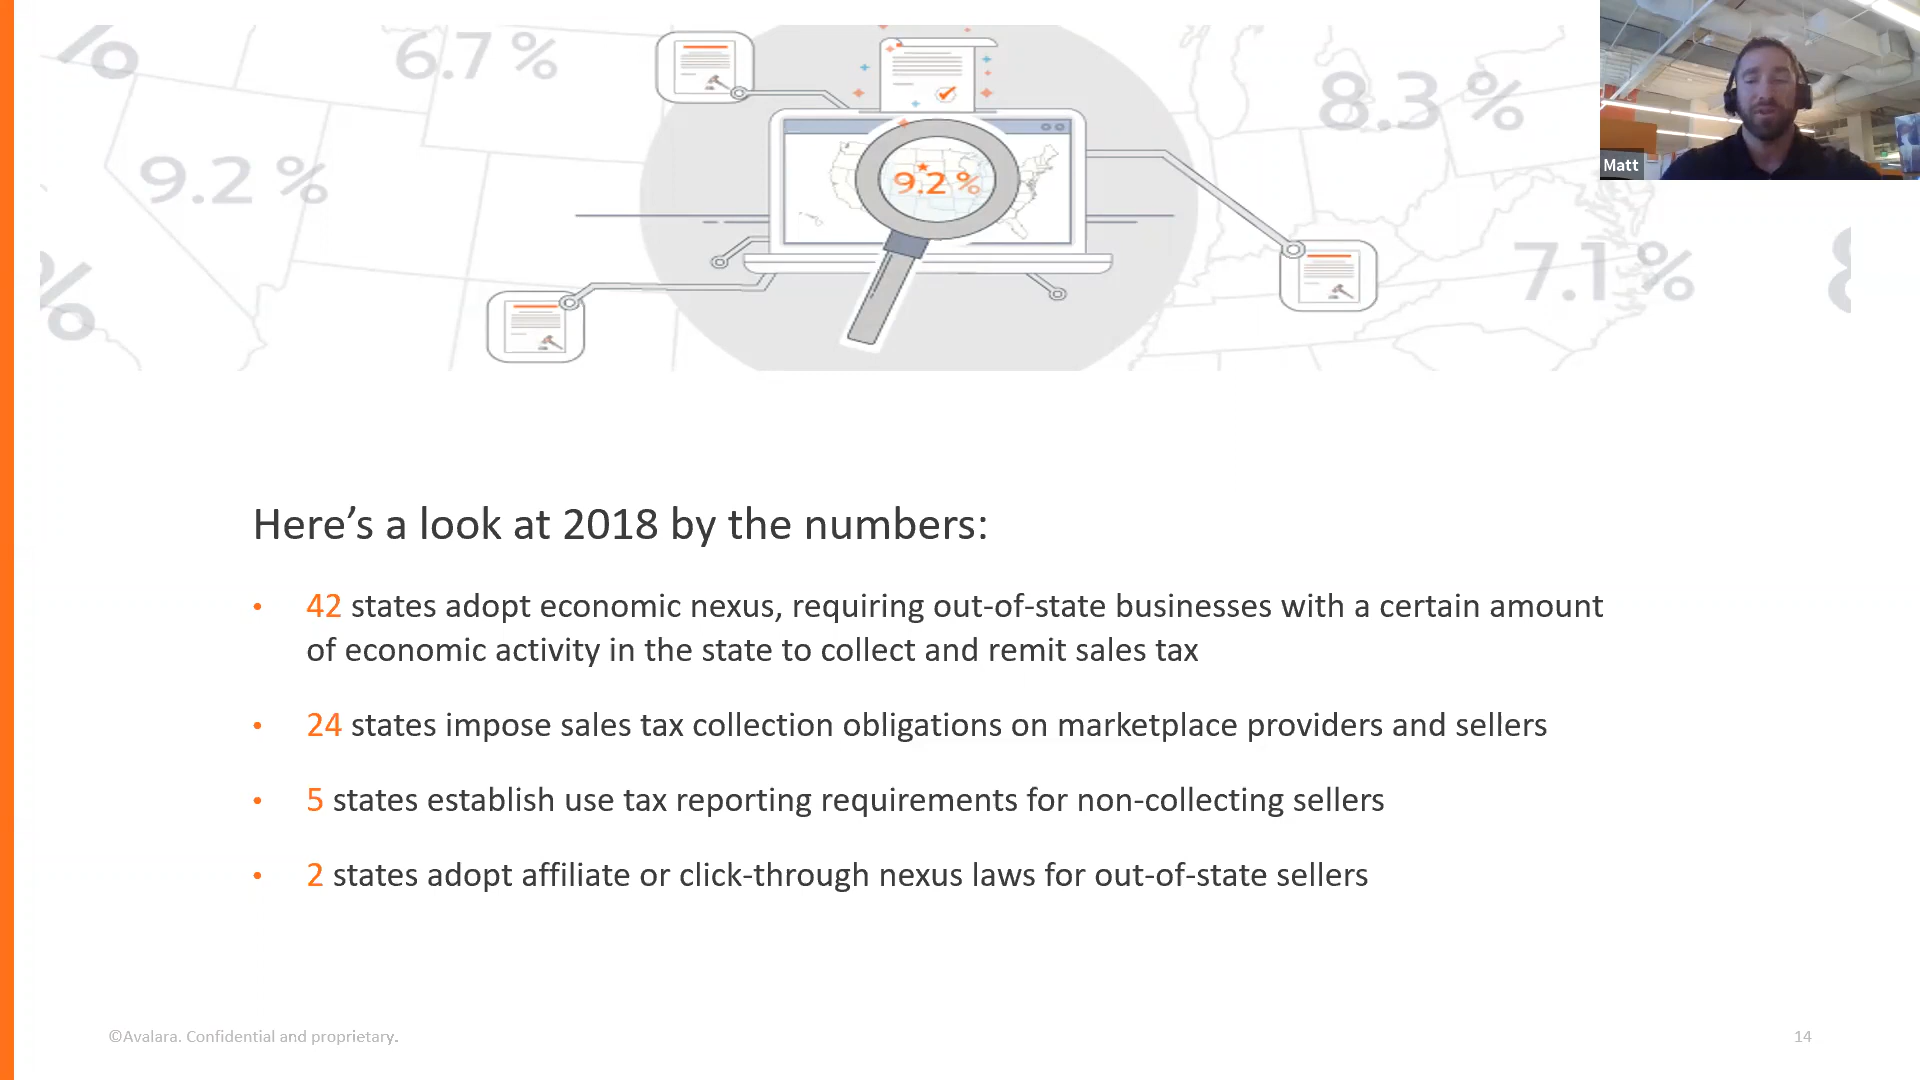 %
6.7 %
8.3 %
9.2 %
9.2 %
Matt
7.1 %
%
8
Here’s a look at 2018 by the numbers:
• 42 states adopt economic nexus, requiring out-of-state businesses with a certain amount
of economic activity in the state to collect and remit sales tax
• 24 states impose sales tax collection obligations on marketplace providers and sellers
• 5 states establish use tax reporting requirements for non-collecting sellers
• 2 states adopt affiliate or click-through nexus laws for out-of-state sellers
©Avalara. Confidential and proprietary.
14